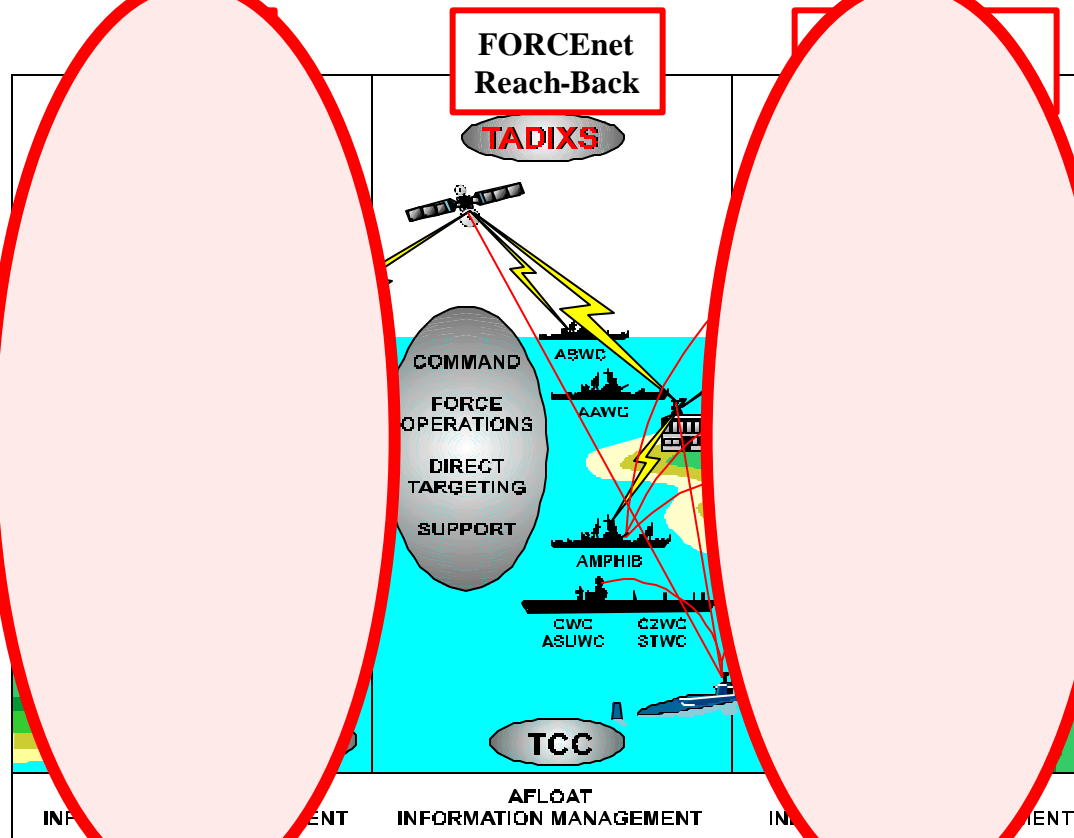 FORCEnet
Reach-Back
TADIXS
COMMAND
FORCE
OPERATIONS
DIRECT
TARGETING
SUPPORT
ASWC
AAWC
AMPHIB
CWC C2WC
ASUWC STWC
TCC
AFLOAT
INFORMATION MANAGEMENT